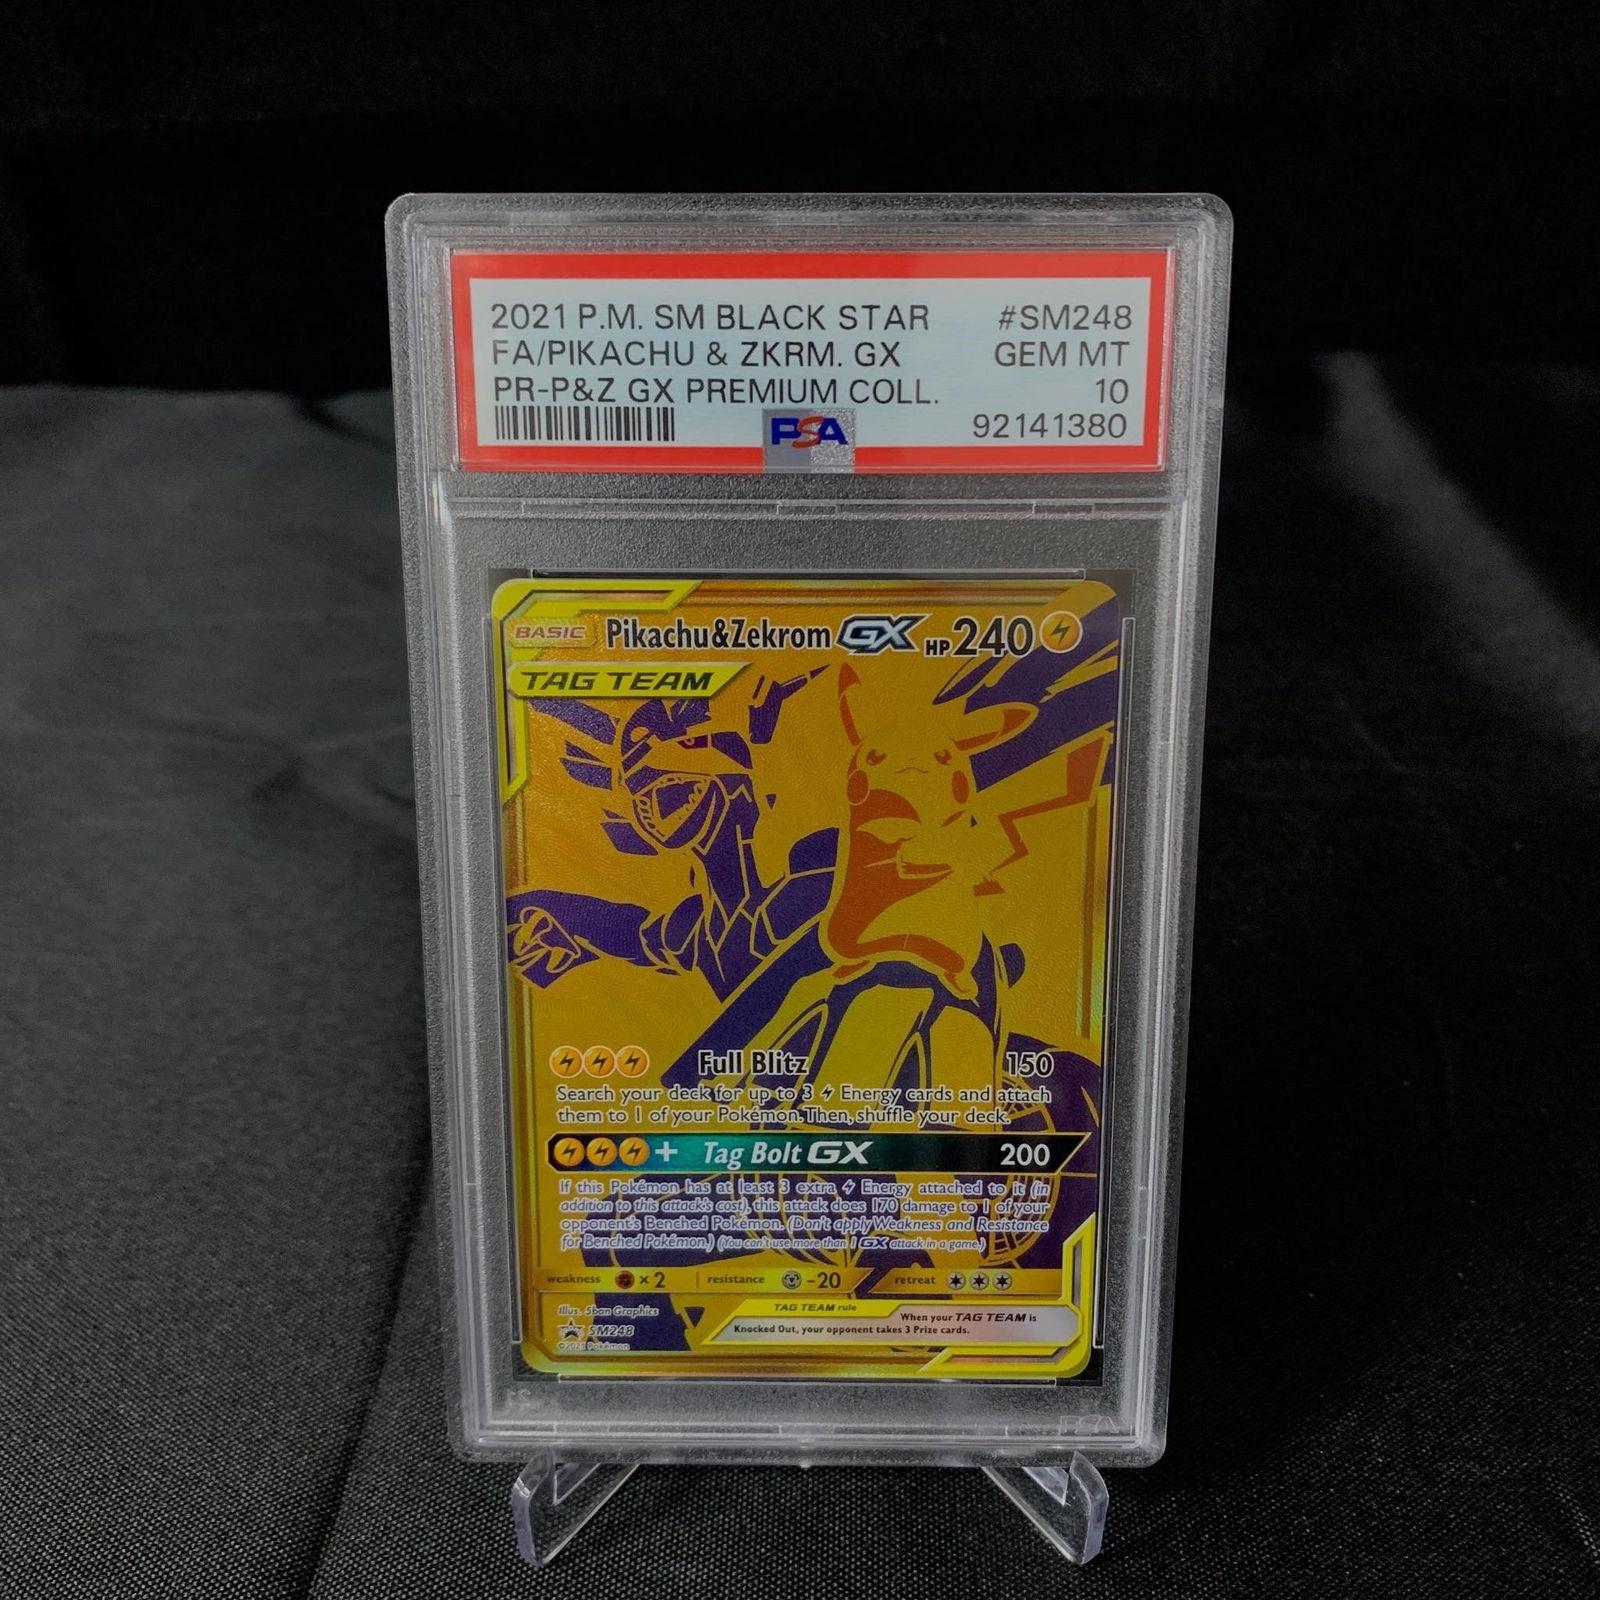 2021 P.M. SM BLACK STAR #SM248
FA/PIKACHU & ZKRM. GX GEM MT
PR-P&Z GX PREMIUM COLL. 10
PSA 92141380
BASIC Pikachu&Zekrom GX HP 240
TAG TEAM
Full Blitz 150
Search your deck for up to 3 Energy cards and attach
them to 1 of your Pokémon. Then, shuffle your deck.
+ Tag Bolt GX 200
If this Pokémon has at least 3 extra Energy attached to it (in
addition to this attack's cost), this attack does 170 damage to 1 of your
opponent's Benched Pokémon. (Don't apply Weakness and Resistance
for Benched Pokémon.) (You can't use more than 1 GX attack in a game.)
weakness ×2 resistance -20 retreat
Illus. 5ban Graphics
SM248
©2021 Pokémon
TAG TEAM rule
When your TAG TEAM is
Knocked Out, your opponent takes 3 Prize cards.
PSA